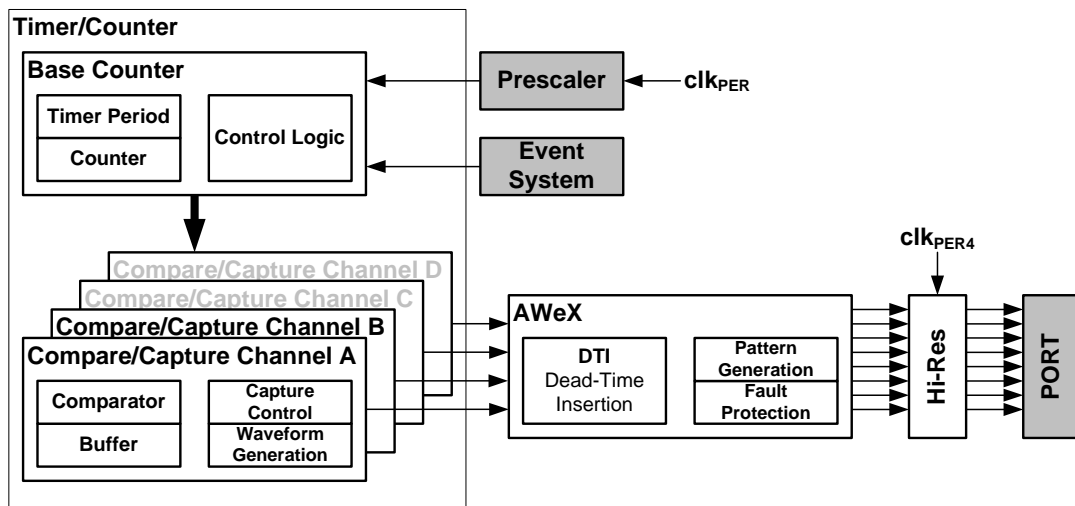 Timer/Counter
Base Counter
Timer Period
Counter
Control Logic
Prescaler
clkPER
Event
System
Compare/Capture Channel D
Compare/Capture Channel C
Compare/Capture Channel B
Compare/Capture Channel A
Comparator
Buffer
Capture
Control
Waveform
Generation
AWeX
DTI
Dead-Time
Insertion
Pattern
Generation
Fault
Protection
clkPER4
Hi-Res
PORT